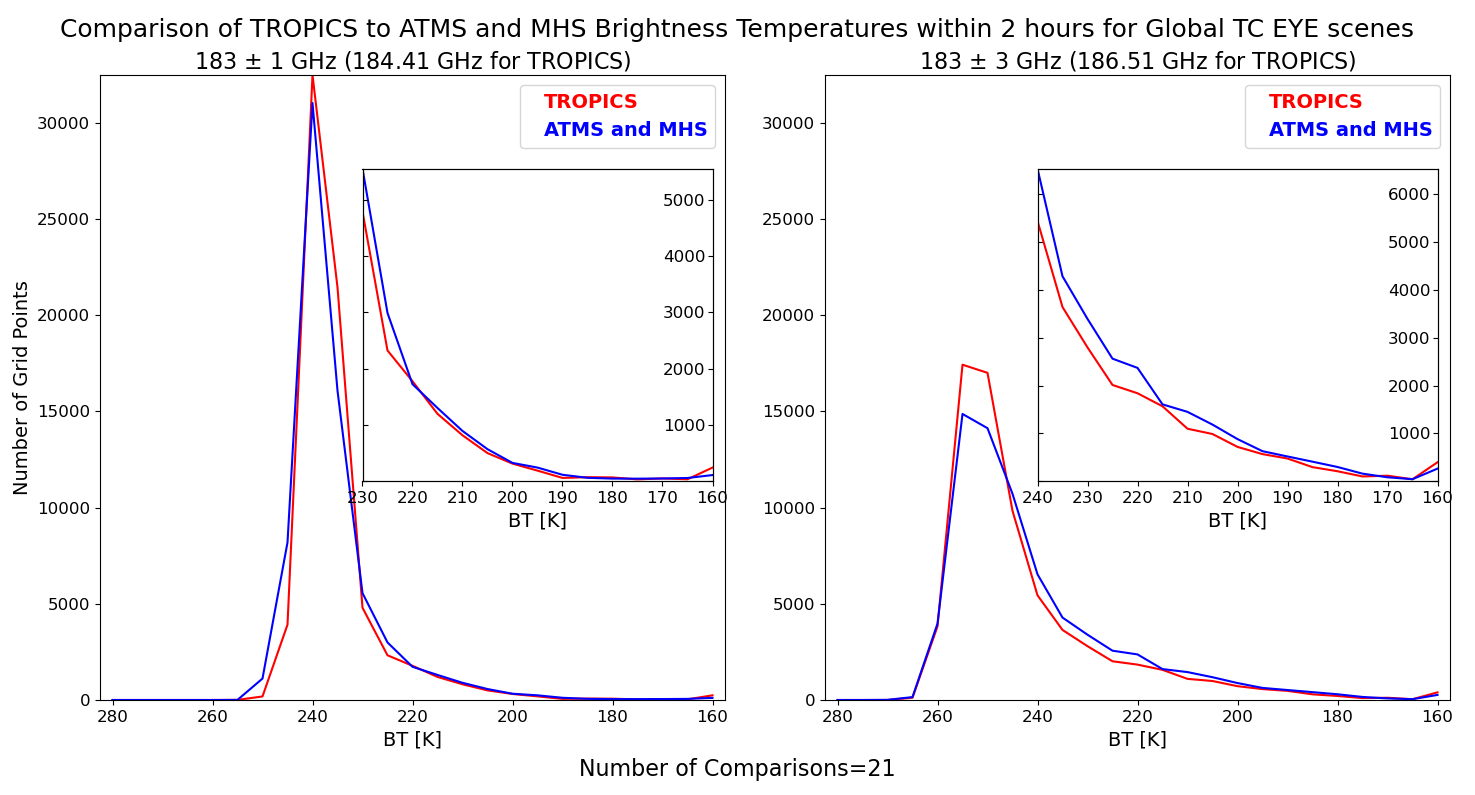 Comparison of TROPICS to ATMS and MHS Brightness Temperatures within 2 hours for Global TC EYE scenes
183 ± 1 GHz (184.41 GHz for TROPICS)
TROPICS
ATMS and MHS
Number of Grid Points
30000
25000
20000
15000
10000
5000
0
280 260 240 220 200 180 160
BT [K]
5000
4000
3000
2000
1000
230 220 210 200 190 180 170 160
BT [K]
183 ± 3 GHz (186.51 GHz for TROPICS)
TROPICS
ATMS and MHS
30000
25000
20000
15000
10000
5000
0
280 260 240 220 200 180 160
BT [K]
6000
5000
4000
3000
2000
1000
240 230 220 210 200 190 180 170 160
BT [K]
Number of Comparisons=21